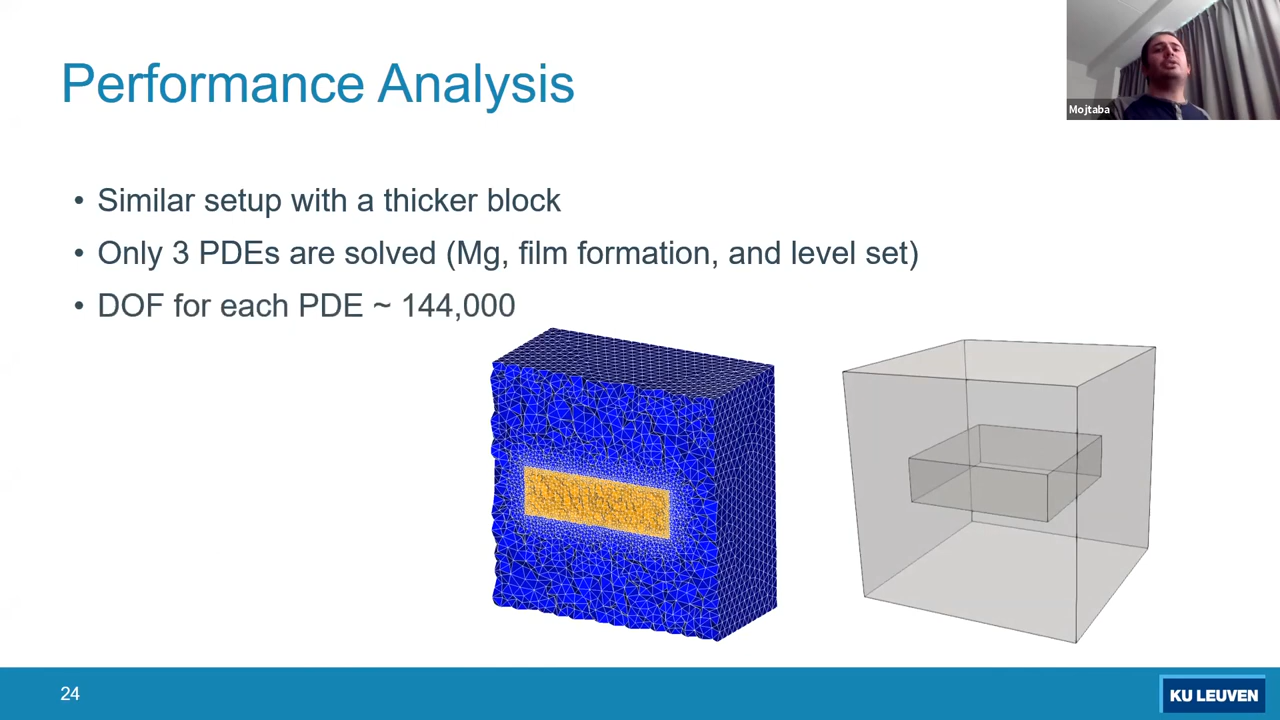 Performance Analysis
Mojtaba
• Similar setup with a thicker block
• Only 3 PDEs are solved (Mg, film formation, and level set)
• DOF for each PDE ~ 144,000
24
KU LEUVEN